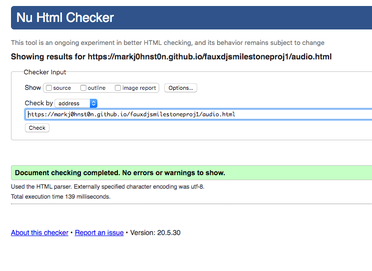 Nu Html Checker
This tool is an ongoing experiment in better HTML checking, and its behavior remains subject to change
Showing results for https://markj0hnst0n.github.io/fauxdjsmilestoneproj1/audio.html
Checker Input
Show source outline image report Options...
Check by address
https://markj0hnst0n.github.io/fauxdjsmilestoneproj1/audio.html
Check
Document checking completed. No errors or warnings to show.
Used the HTML parser. Externally specified character encoding was utf-8.
Total execution time 139 milliseconds.
About this checker • Report an issue • Version: 20.5.30